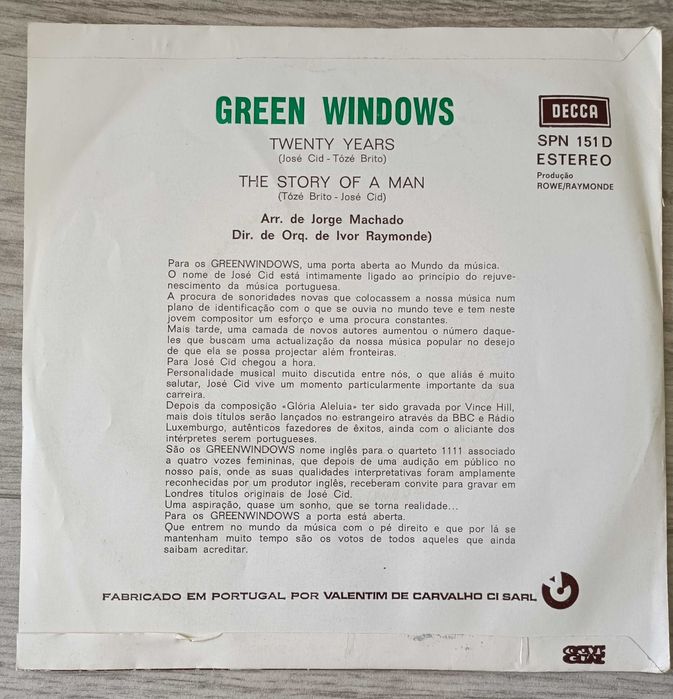 GREEN WINDOWS
TWENTY YEARS
(José Cid - Tózé Brito)
THE STORY OF A MAN
(Tózé Brito - José Cid)
Arr. de Jorge Machado
Dir. de Orq. de Ivor Raymonde)
DECCA
SPN 151 D
ESTEREO
Produção
ROWE/RAYMONDE
Para os GREENWINDOWS, uma porta aberta ao Mundo da música.
O nome de José Cid está intimamente ligado ao princípio do rejuve-
nescimento da música portuguesa.
A procura de sonoridades novas que colocassem a nossa música num
plano de identificação com o que se ouvia no mundo teve e tem neste
jovem compositor um esforço e uma procura constantes.
Mais tarde, uma camada de novos autores aumentou o número daque-
les que buscam uma actualização da nossa música popular no desejo
de que ela se possa projectar além fronteiras.
Para José Cid chegou a hora.
Personalidade musical muito discutida entre nós, o que aliás é muito
salutar, José Cid vive um momento particularmente importante da sua
carreira.
Depois da composição «Glória Aleluia» ter sido gravada por Vince Hill,
mais dois títulos serão lançados no estrangeiro através da BBC e Rádio
Luxemburgo, autênticos fazedores de êxitos, ainda com o aliciante dos
intérpretes serem portugueses.
São os GREENWINDOWS nome inglês para o quarteto 1111 associado
a quatro vozes femininas, que depois de uma audição em público no
nosso país, onde as suas qualidades interpretativas foram amplamente
reconhecidas por um produtor inglês, receberam convite para gravar em
Londres títulos originais de José Cid.
Uma aspiração, quase um sonho, que se torna realidade...
Para os GREENWINDOWS a porta está aberta.
Que entrem no mundo da música com o pé direito e que por lá se
mantenham muito tempo são os votos de todos aqueles que ainda
saibam acreditar.
FABRICADO EM PORTUGAL POR VALENTIM DE CARVALHO CI SARL